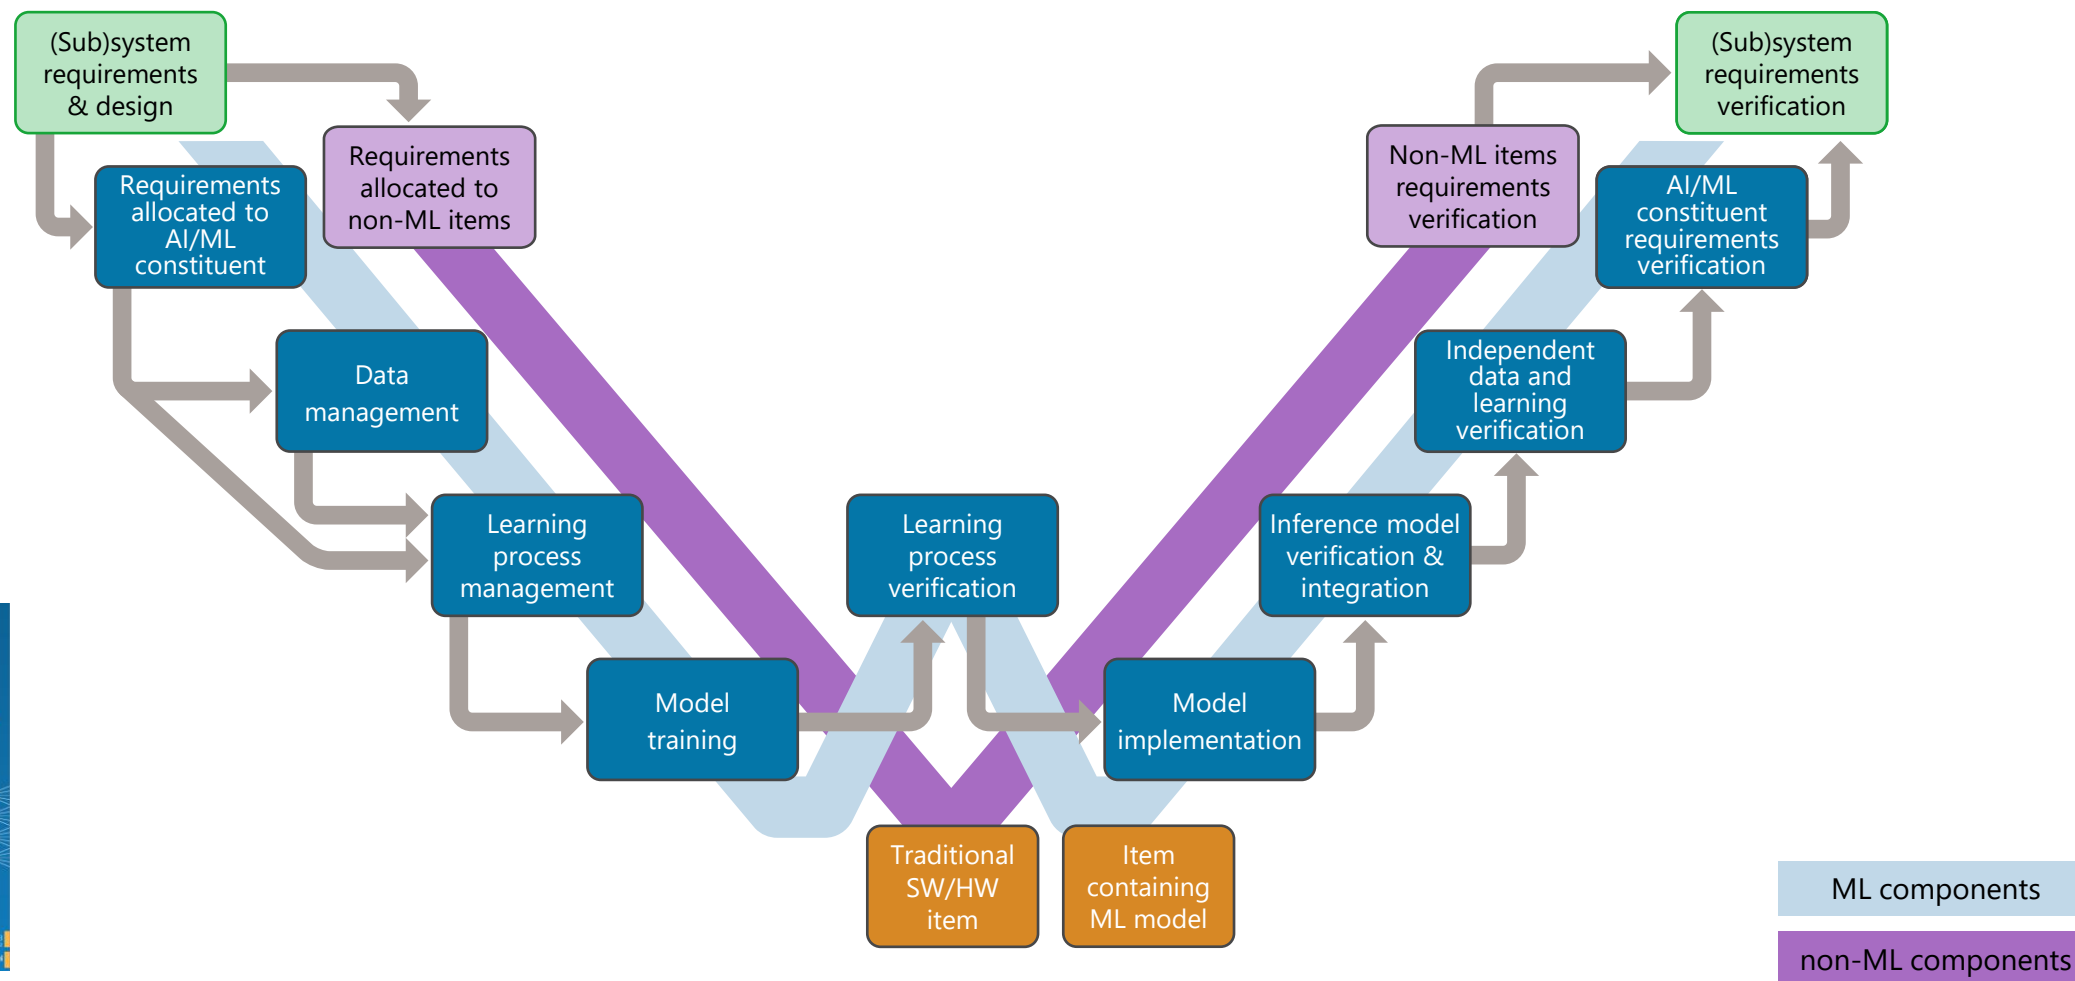 (Sub)system
requirements
& design
Requirements
allocated to
non-ML items
Requirements
allocated to
AI/ML
constituent
Data
management
Learning
process
management
Model
training
Learning
process
verification
Traditional
SW/HW
item
Item
containing
ML model
Model
implementation
Inference model
verification &
integration
Independent
data and
learning
verification
AI/ML
constituent
requirements
verification
Non-ML items
requirements
verification
(Sub)system
requirements
verification
ML components
non-ML components